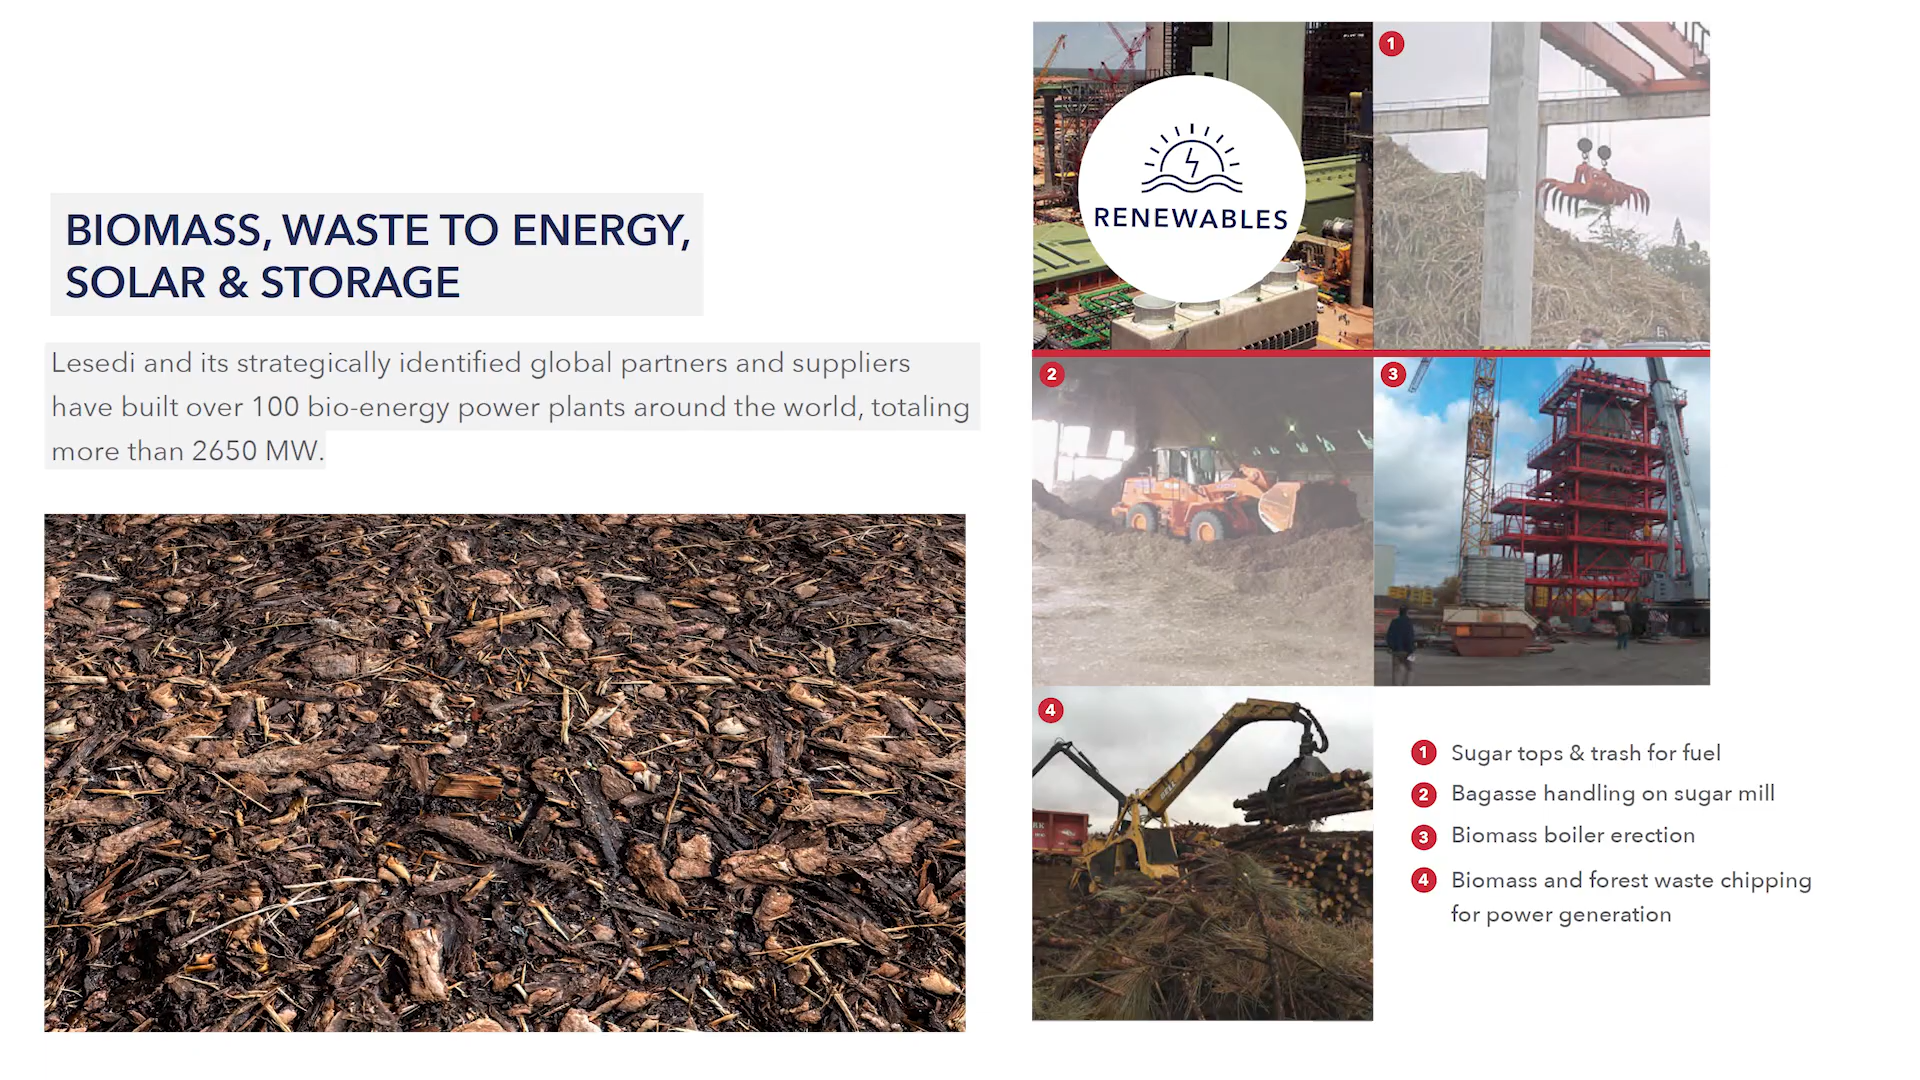 BIOMASS, WASTE TO ENERGY,
SOLAR & STORAGE
Lesedi and its strategically identified global partners and suppliers
have built over 100 bio-energy power plants around the world, totaling
more than 2650 MW.
RENEWABLES
1
2
3
4
1 Sugar tops & trash for fuel
2 Bagasse handling on sugar mill
3 Biomass boiler erection
4 Biomass and forest waste chipping
for power generation